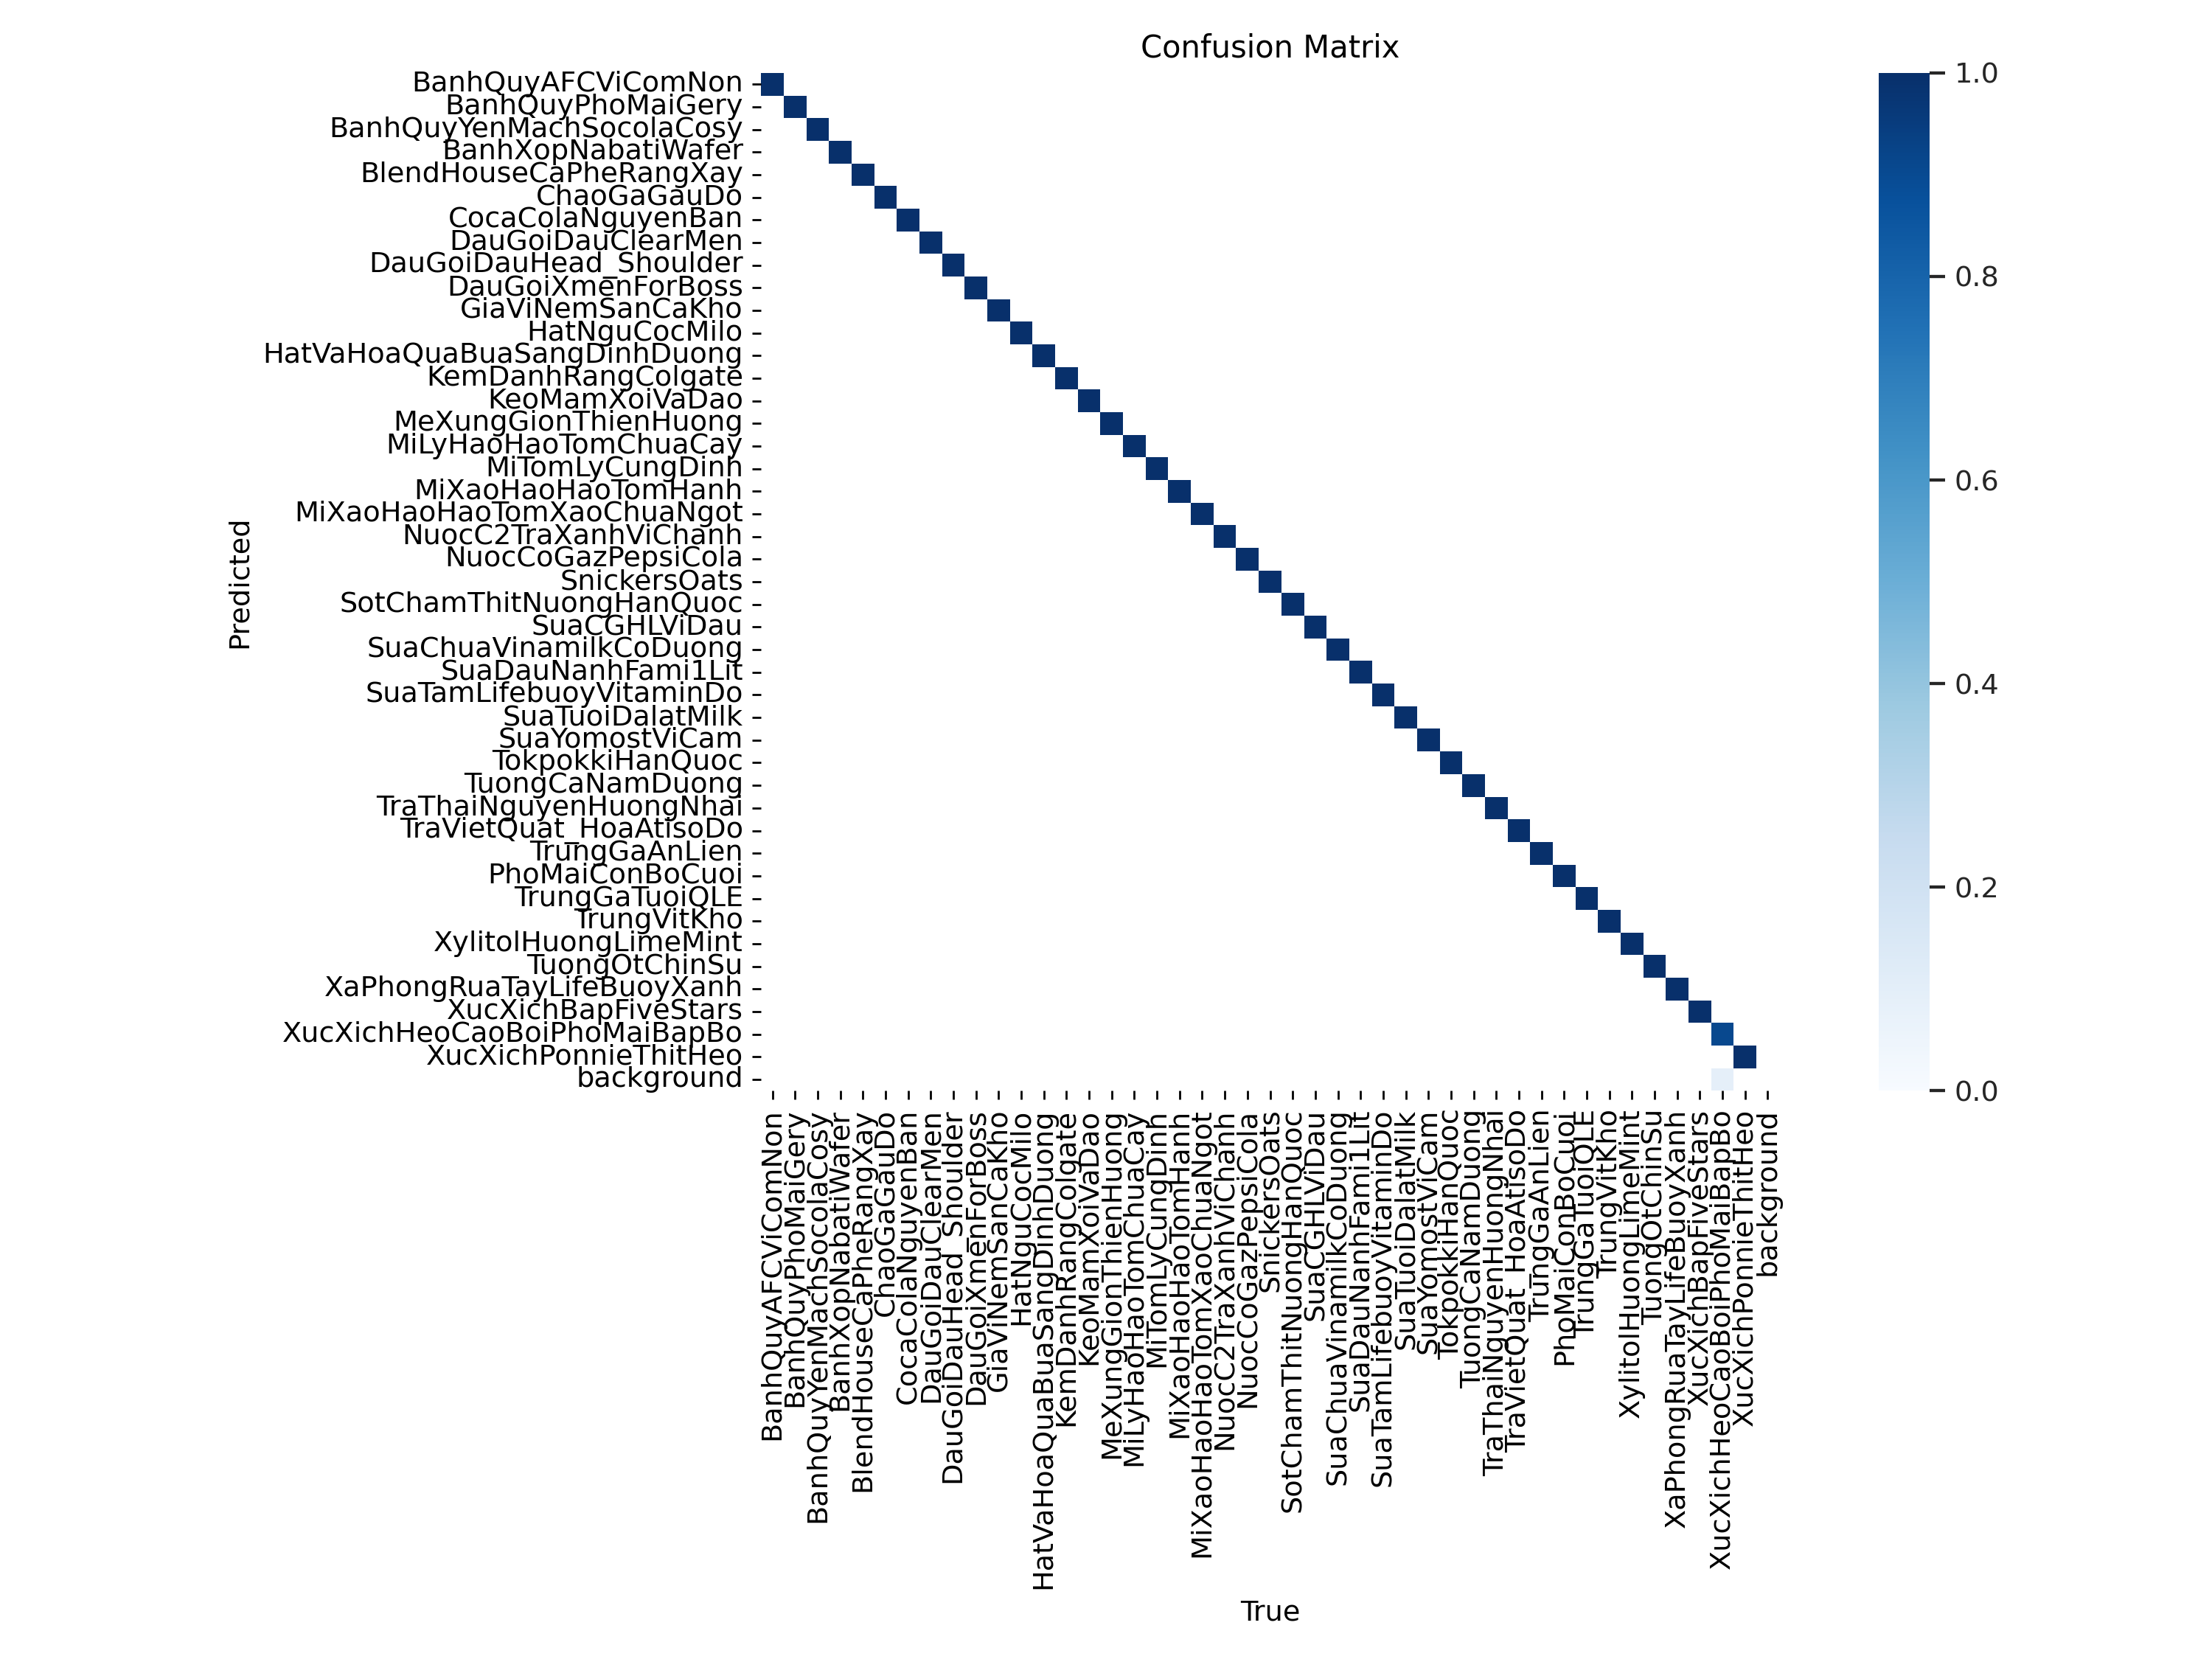 Confusion Matrix
BanhQuyAFCViComNon
BanhQuyPhoMaiGery
BanhQuyYenMachSocolaCosy
BanhXopNabatiWafer
BlendHouseCaPheRangXay
ChaoGaGauDo
CocaColaNguyenBan
DauGoiDauClearMen
DauGoiDauHead_Shoulder
DauGoiXmenForBoss
GiaViNemSanCaKho
HatNguCocMilo
HatVaHoaQuaBuaSangDinhDuong
KemDanhRangColgate
KeoMamXoiVaDao
MeXungGionThienHuong
MiLyHaoHaoTomChuaCay
MiTomLyCungDinh
MiXaoHaoHaoTomHanh
MiXaoHaoHaoTomXaoChuaNgot
NuocC2TraXanhViChanh
NuocCoGazPepsiCola
SnickersOats
SotChamThitNuongHanQuoc
SuaCGHLViDau
SuaChuaVinamilkCoDuong
SuaDauNanhFami1Lit
SuaTamLifebuoyVitaminDo
SuaTuoiDalatMilk
SuaYomostViCam
TokpokkiHanQuoc
TuongCaNamDuong
TraThaiNguyenHuongNhai
TraVietQuat_HoaAtisoDo
TrungGaAnLien
PhoMaiConBoCuoi
TrungGaTuoiQLE
TrungVitKho
XylitolHuongLimeMint
TuongOtChinSu
XaPhongRuaTayLifeBuoyXanh
XucXichBapFiveStars
XucXichHeoCaoBoiPhoMaiBapBo
XucXichPonnieThitHeo
background
Predicted
1.0
0.8
0.6
0.4
0.2
0.0
BanhQuyAFCViComNon
BanhQuyPhoMaiGery
BanhQuyYenMachSocolaCosy
BanhXopNabatiWafer
BlendHouseCaPheRangXay
ChaoGaGauDo
CocaColaNguyenBan
DauGoiDauClearMen
DauGoiDauHead_Shoulder
DauGoiXmenForBoss
GiaViNemSanCaKho
HatNguCocMilo
HatVaHoaQuaBuaSangDinhDuong
KemDanhRangColgate
KeoMamXoiVaDao
MeXungGionThienHuong
MiLyHaoHaoTomChuaCay
MiTomLyCungDinh
MiXaoHaoHaoTomHanh
MiXaoHaoHaoTomXaoChuaNgot
NuocC2TraXanhViChanh
NuocCoGazPepsiCola
SnickersOats
SotChamThitNuongHanQuoc
SuaCGHLViDau
SuaChuaVinamilkCoDuong
SuaDauNanhFami1Lit
SuaTamLifebuoyVitaminDo
SuaTuoiDalatMilk
SuaYomostViCam
TokpokkiHanQuoc
TuongCaNamDuong
TraThaiNguyenHuongNhai
TraVietQuat_HoaAtisoDo
TrungGaAnLien
PhoMaiConBoCuoi
TrungGaTuoiQLE
TrungVitKho
XylitolHuongLimeMint
TuongOtChinSu
XaPhongRuaTayLifeBuoyXanh
XucXichBapFiveStars
XucXichHeoCaoBoiPhoMaiBapBo
XucXichPonnieThitHeo
background
True